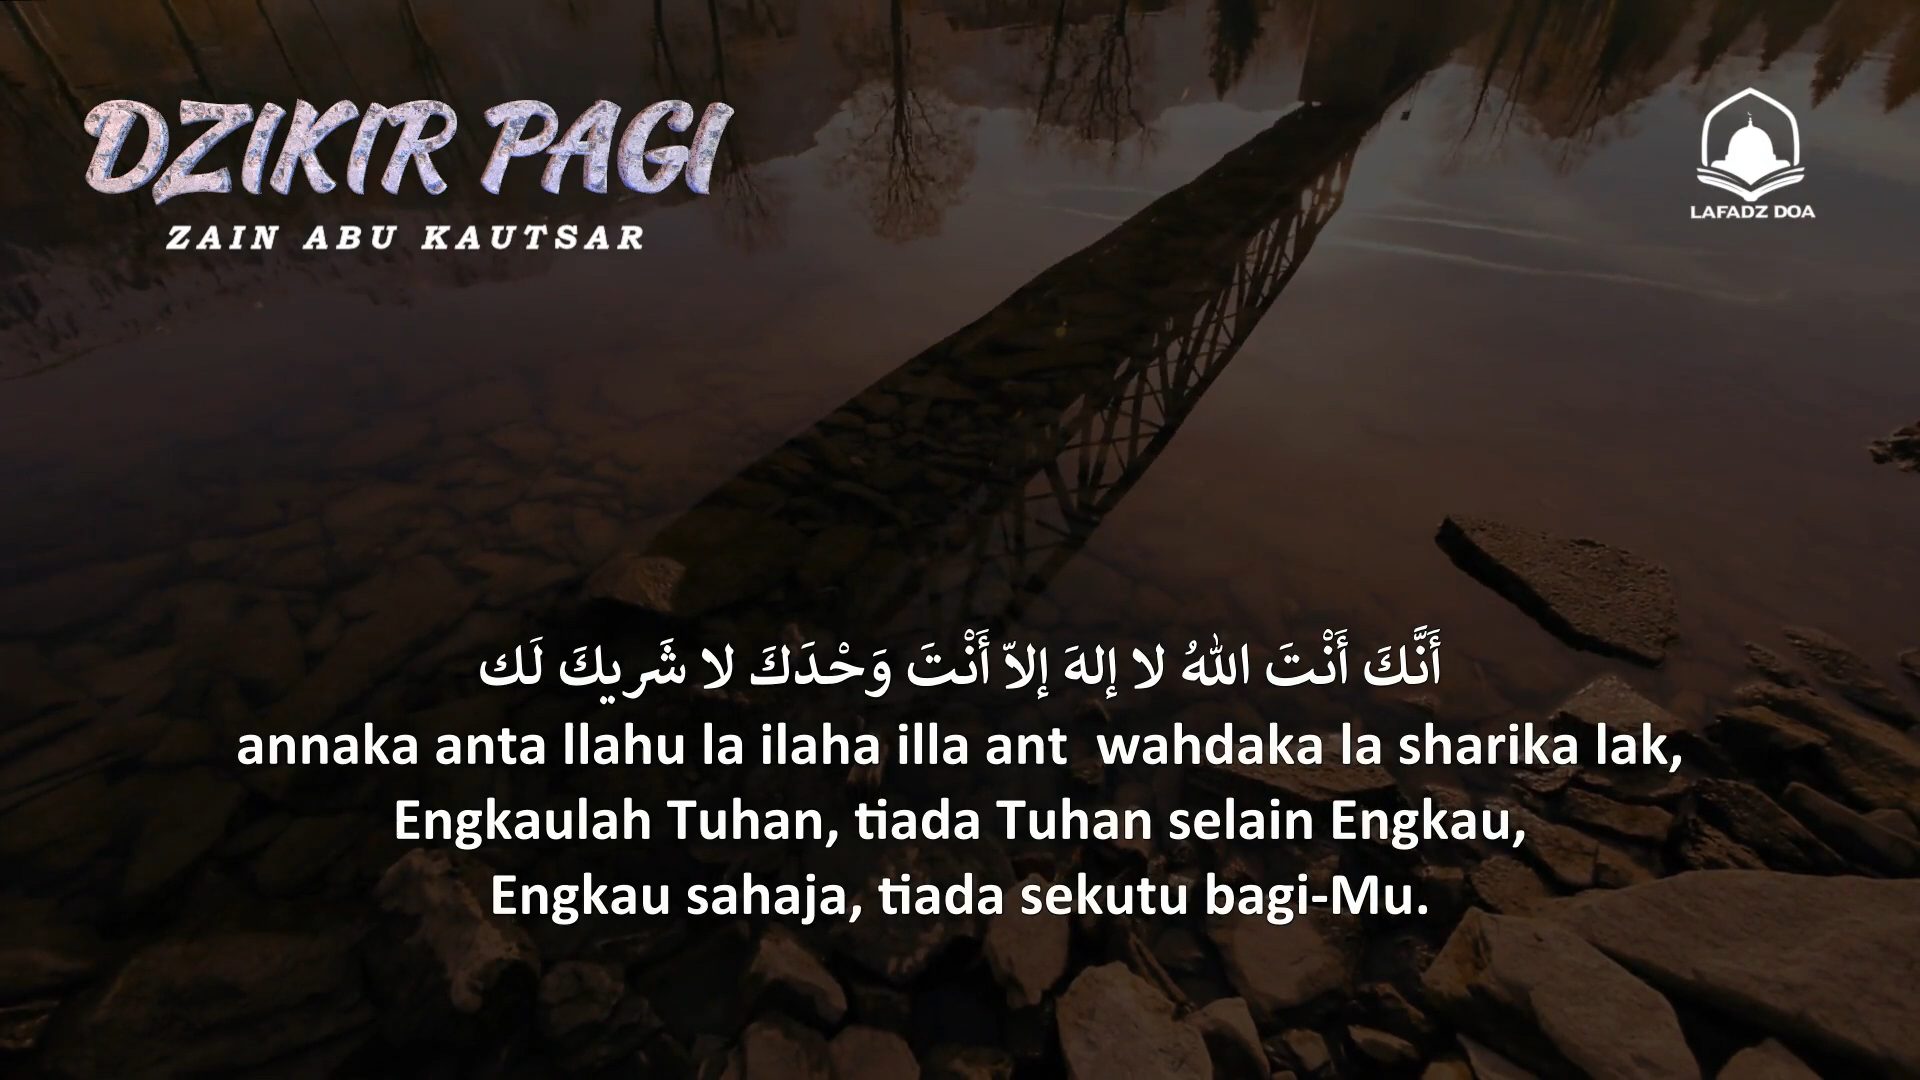 DZIKIR PAGI
ZAIN ABU KAUTSAR
LAFADZ DOA
أَنَّكَ أَنْتَ اللهُ لا إلهَ إلاّ أَنْتَ وَحْدَكَ لا شَريكَ لَك
annaka anta llahu la ilaha illa ant  wahdaka la sharika lak,
Engkaulah Tuhan, tiada Tuhan selain Engkau,
Engkau sahaja, tiada sekutu bagi-Mu.